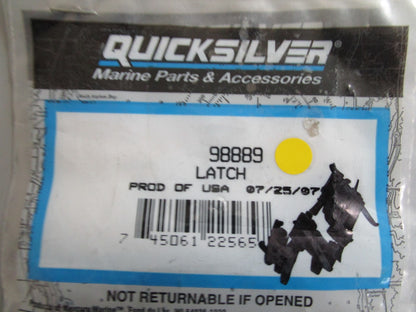 QUICKSILVER
Marine Parts & Accessories
98889
LATCH
PROD OF USA 07/25/07
7 45061 22565
NOT RETURNABLE IF OPENED